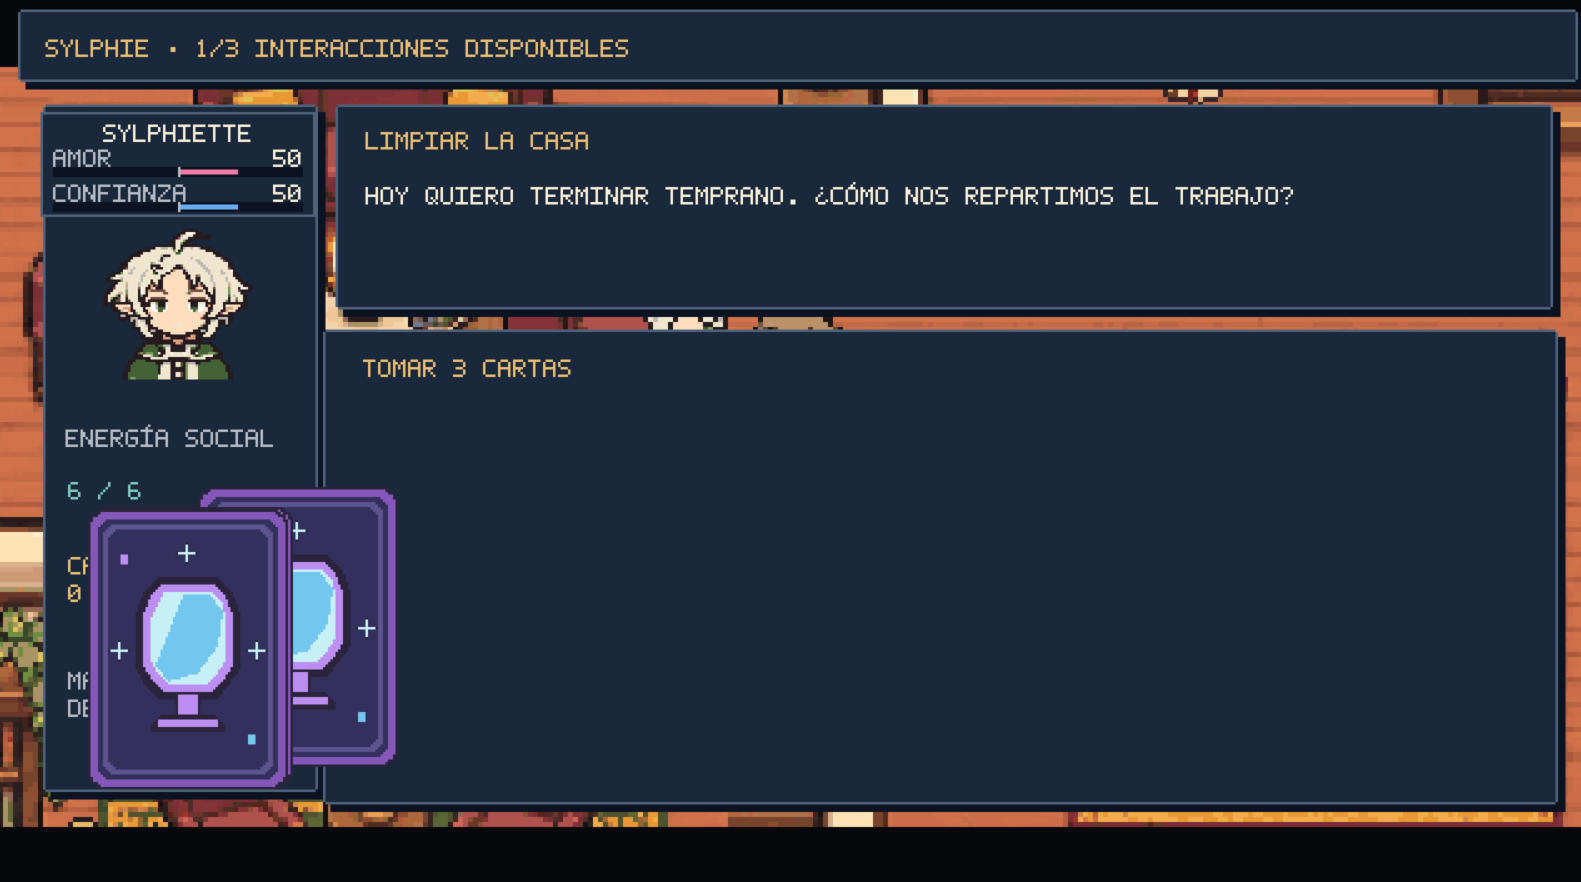 SYLPHIE · 1/3 INTERACCIONES DISPONIBLES
SYLPHIETTE
AMOR 50
CONFIANZA 50
LIMPIAR LA CASA
HOY QUIERO TERMINAR TEMPRANO. ¿CÓMO NOS REPARTIMOS EL TRABAJO?
TOMAR 3 CARTAS
ENERGÍA SOCIAL
6 / 6
0